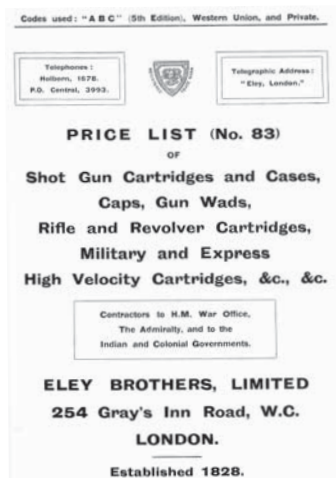 Codes used: "A B C" (5th Edition), Western Union, and Private.
Telephones:
Holborn, 1678.
P.O. Central, 3993.
Telegraphic Address:
"Eley, London."
PRICE LIST (No. 83)
OF
Shot Gun Cartridges and Cases,
Caps, Gun Wads,
Rifle and Revolver Cartridges,
Military and Express
High Velocity Cartridges, &c., &c.
Contractors to H.M. War Office,
The Admiralty, and to the
Indian and Colonial Governments.
ELEY BROTHERS, LIMITED
254 Gray's Inn Road, W.C.
LONDON.
Established 1828.